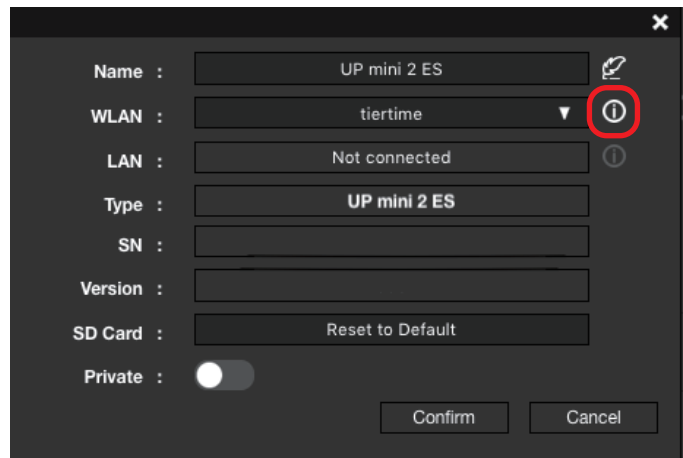 Name : UP mini 2 ES
WLAN : tiertime ▼
LAN : Not connected
Type : UP mini 2 ES
SN :
Version :
SD Card : Reset to Default
Private :
Confirm Cancel